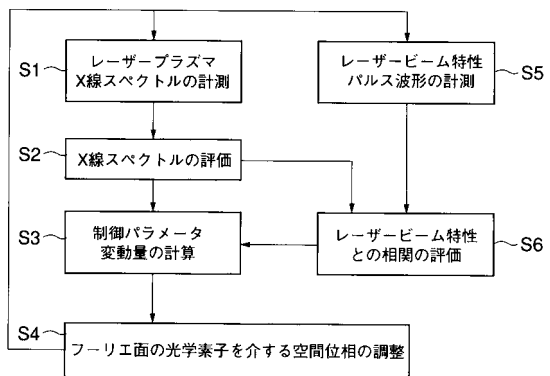 S1
レーザープラズマ
X線スペクトルの計測
レーザービーム特性
パルス波形の計測
S5
S2
X線スペクトルの評価
S3
制御パラメータ
変動量の計算
レーザービーム特性
との相関の評価
S6
S4
フーリエ面の光学素子を介する空間位相の調整